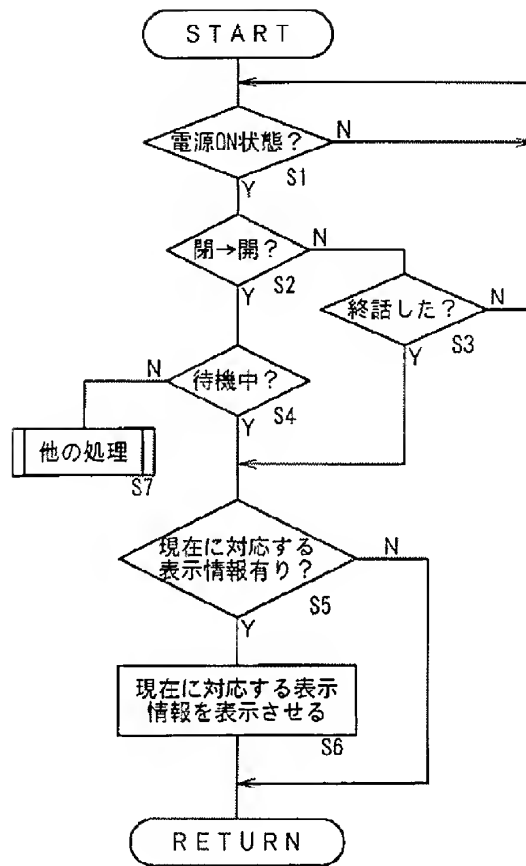 START
電源ON状態?
N
Y
S1
閉→開?
N
Y
S2
終話した?
N
Y
S3
待機中?
N
Y
S4
他の処理
S7
現在に対応する
表示情報有り?
N
Y
S5
現在に対応する表示
情報を表示させる
S6
RETURN